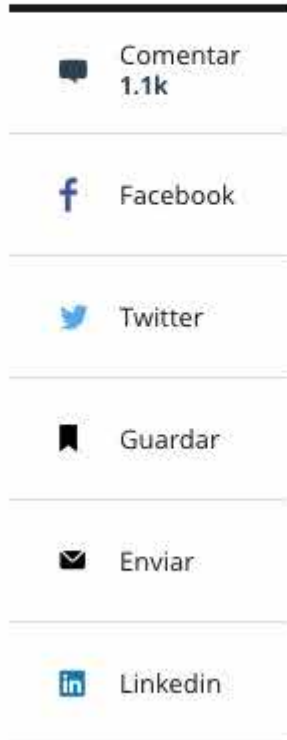 Comentar
1.1k
Facebook
Twitter
Guardar
Enviar
Linkedin